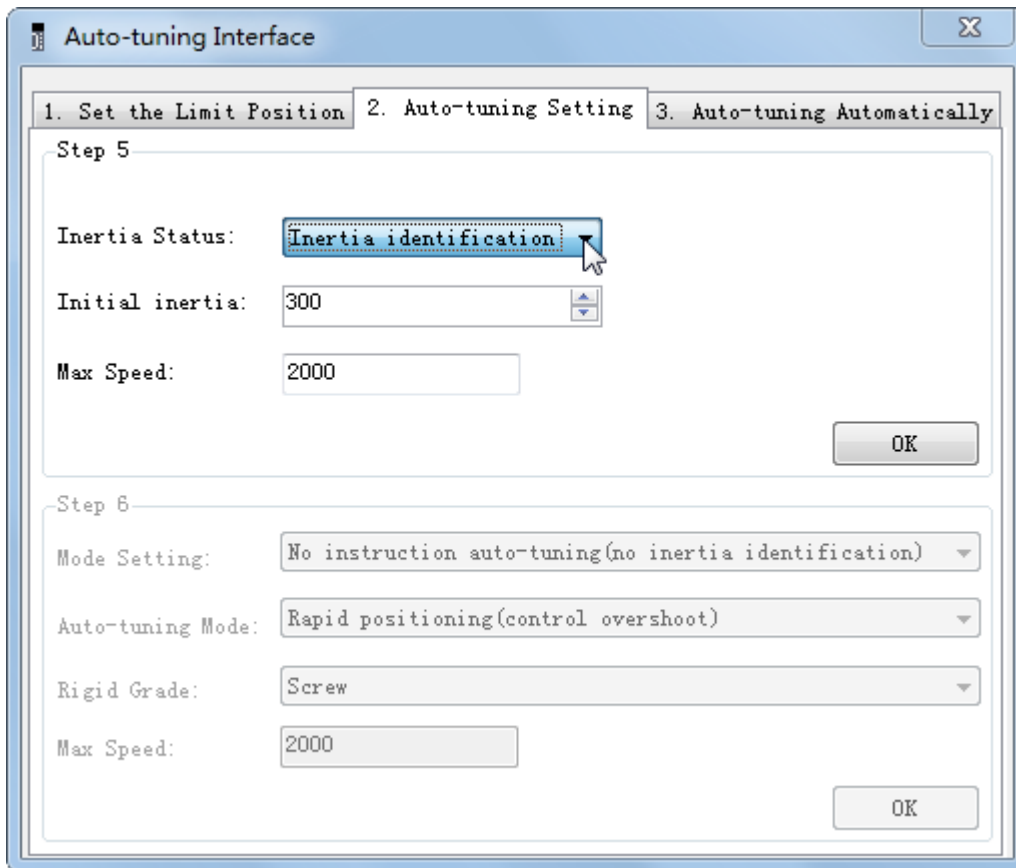 Auto-tuning Interface
1. Set the Limit Position 2. Auto-tuning Setting 3. Auto-tuning Automatically
Step 5
Inertia Status: Inertia identification
Initial inertia: 300
Max Speed: 2000
OK
Step 6
Mode Setting: No instruction auto-tuning(no inertia identification)
Auto-tuning Mode: Rapid positioning(control overshoot)
Rigid Grade: Screw
Max Speed: 2000
OK